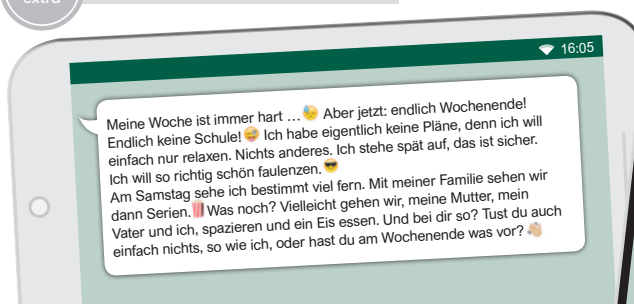 extra
16:05
Meine Woche ist immer hart …😓 Aber jetzt: endlich Wochenende!
Endlich keine Schule!😅 Ich habe eigentlich keine Pläne, denn ich will
einfach nur relaxen. Nichts anderes. Ich stehe spät auf, das ist sicher.
Ich will so richtig schön faulenzen.😎
Am Samstag sehe ich bestimmt viel fern. Mit meiner Familie sehen wir
dann Serien.🍿 Was noch? Vielleicht gehen wir, meine Mutter, mein
Vater und ich, spazieren und ein Eis essen. Und bei dir so? Tust du auch
einfach nichts, so wie ich, oder hast du am Wochenende was vor?👋